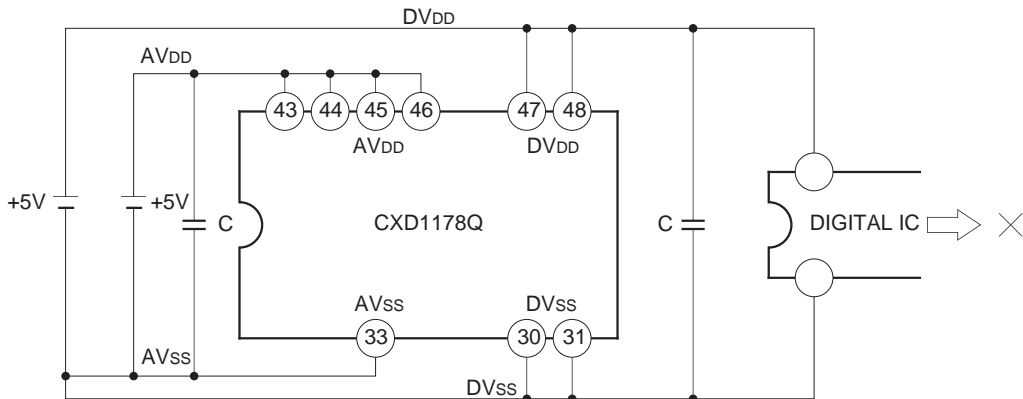 DVDD
AVDD
43 44 45 46 47 48
AVDD DVDD
+5V +5V C CXD1178Q C DIGITAL IC
AVSS DVSS
33 30 31
AVSS
DVSS